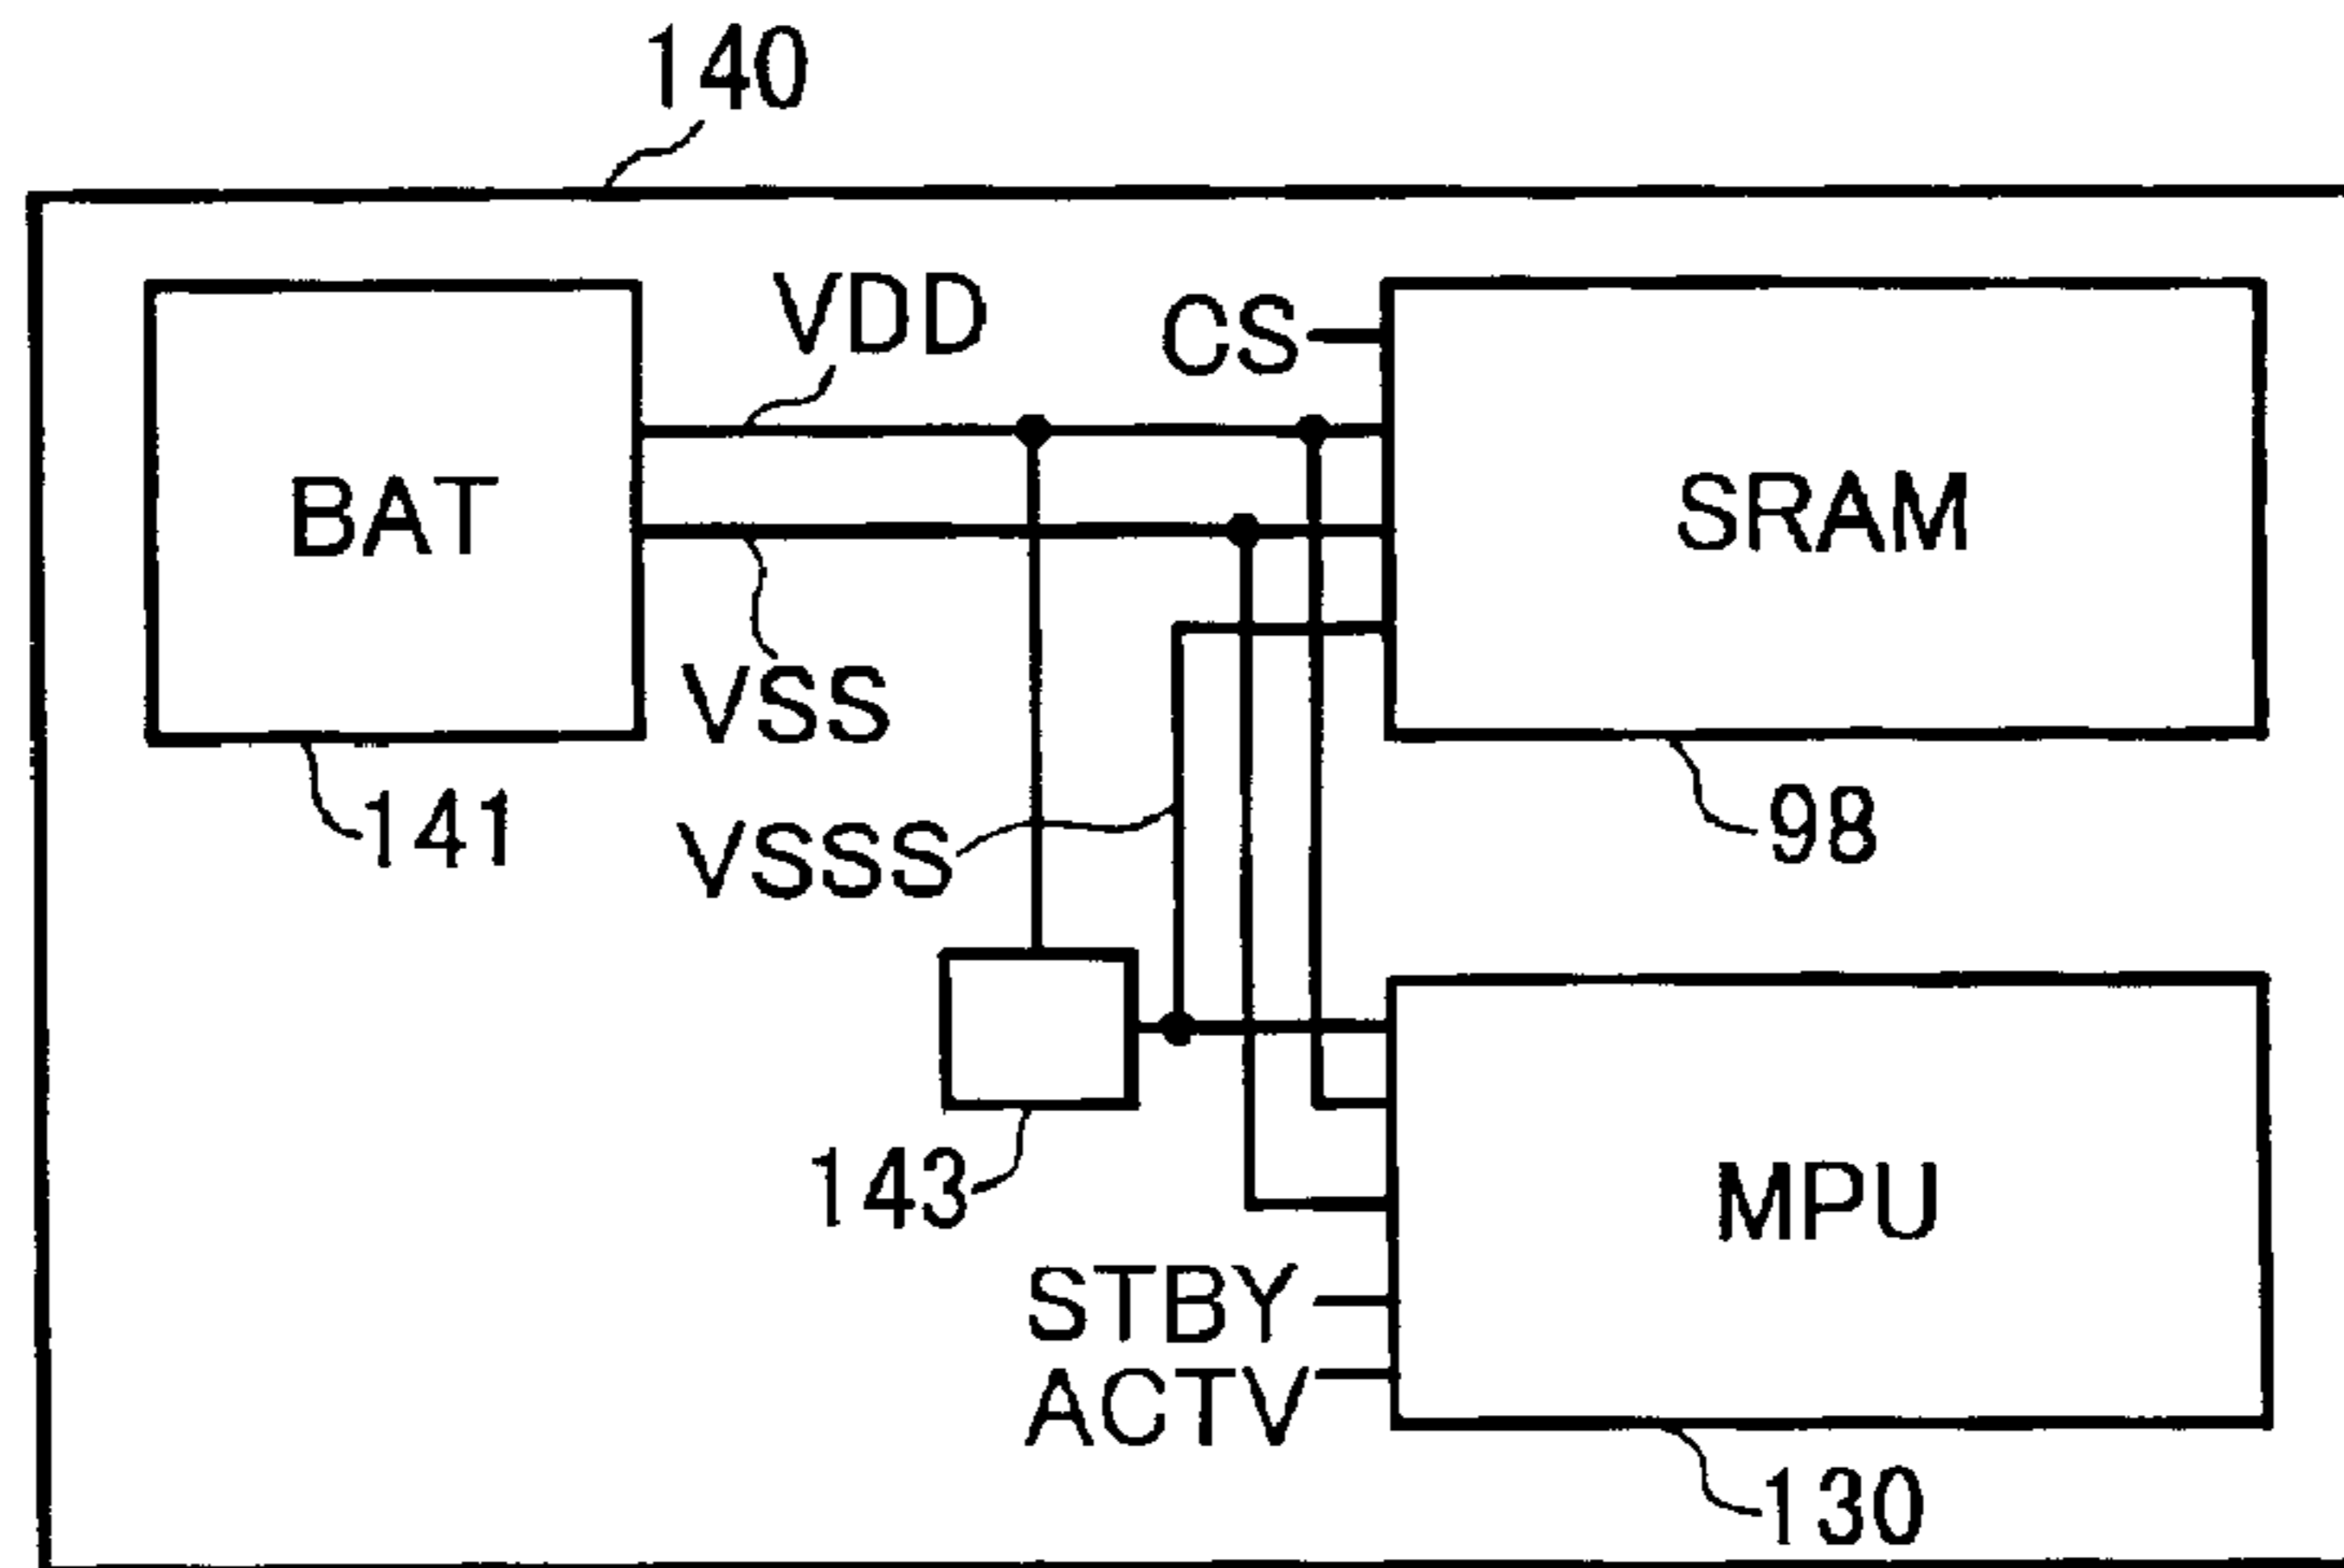 140
VDD
CS
BAT
SRAM
VSS
141
VSSS
98
143
MPU
STBY
ACTV
130